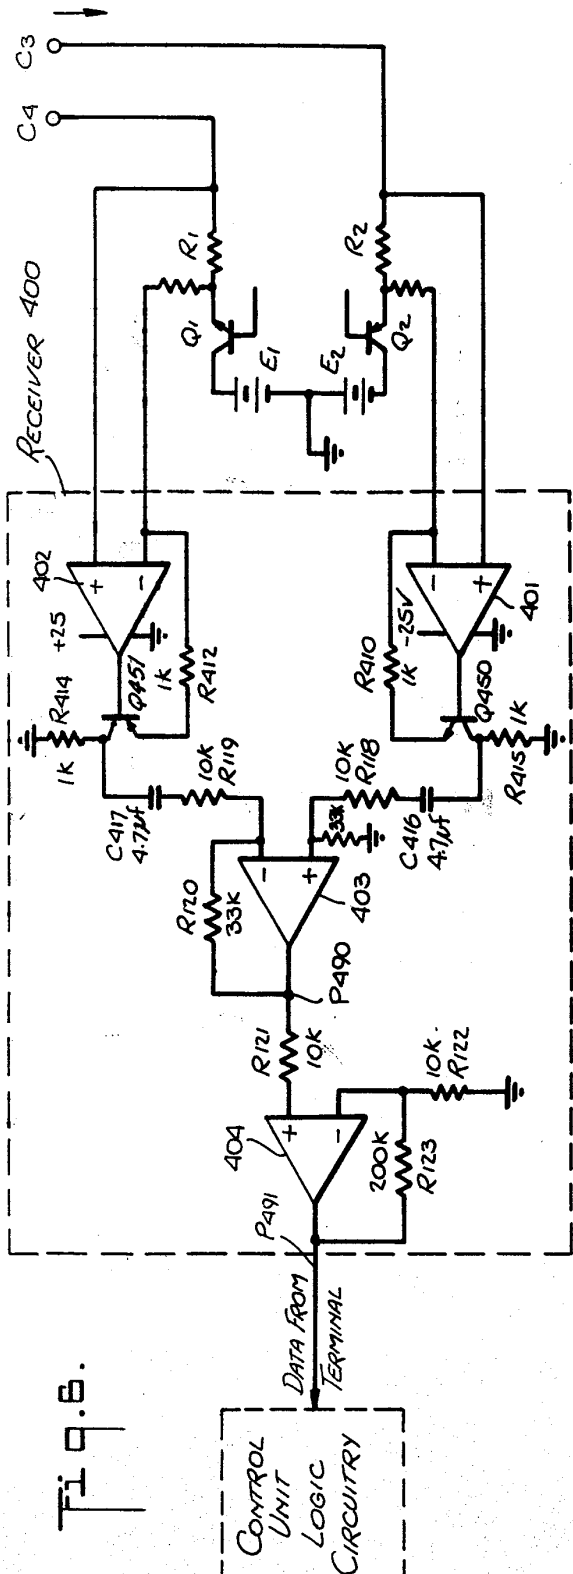 C3
C4
RECEIVER 400
R1
R2
Q1
Q2
E1
E2
402
+
-
+25
-
+
-25V
401
R414
1K
Q451
1K
R412
R410
1K
Q450
1K
R415
10K
R119
10K
R118
C417
4.7µf
33K
C416
4.7µf
R120
33K
-
+
403
P490
R121
10K
10K.
R122
404
+
-
200K
R123
P491
DATA FROM
TERMINAL
CONTROL
UNIT
LOGIC
CIRCUITRY
Fig.6.